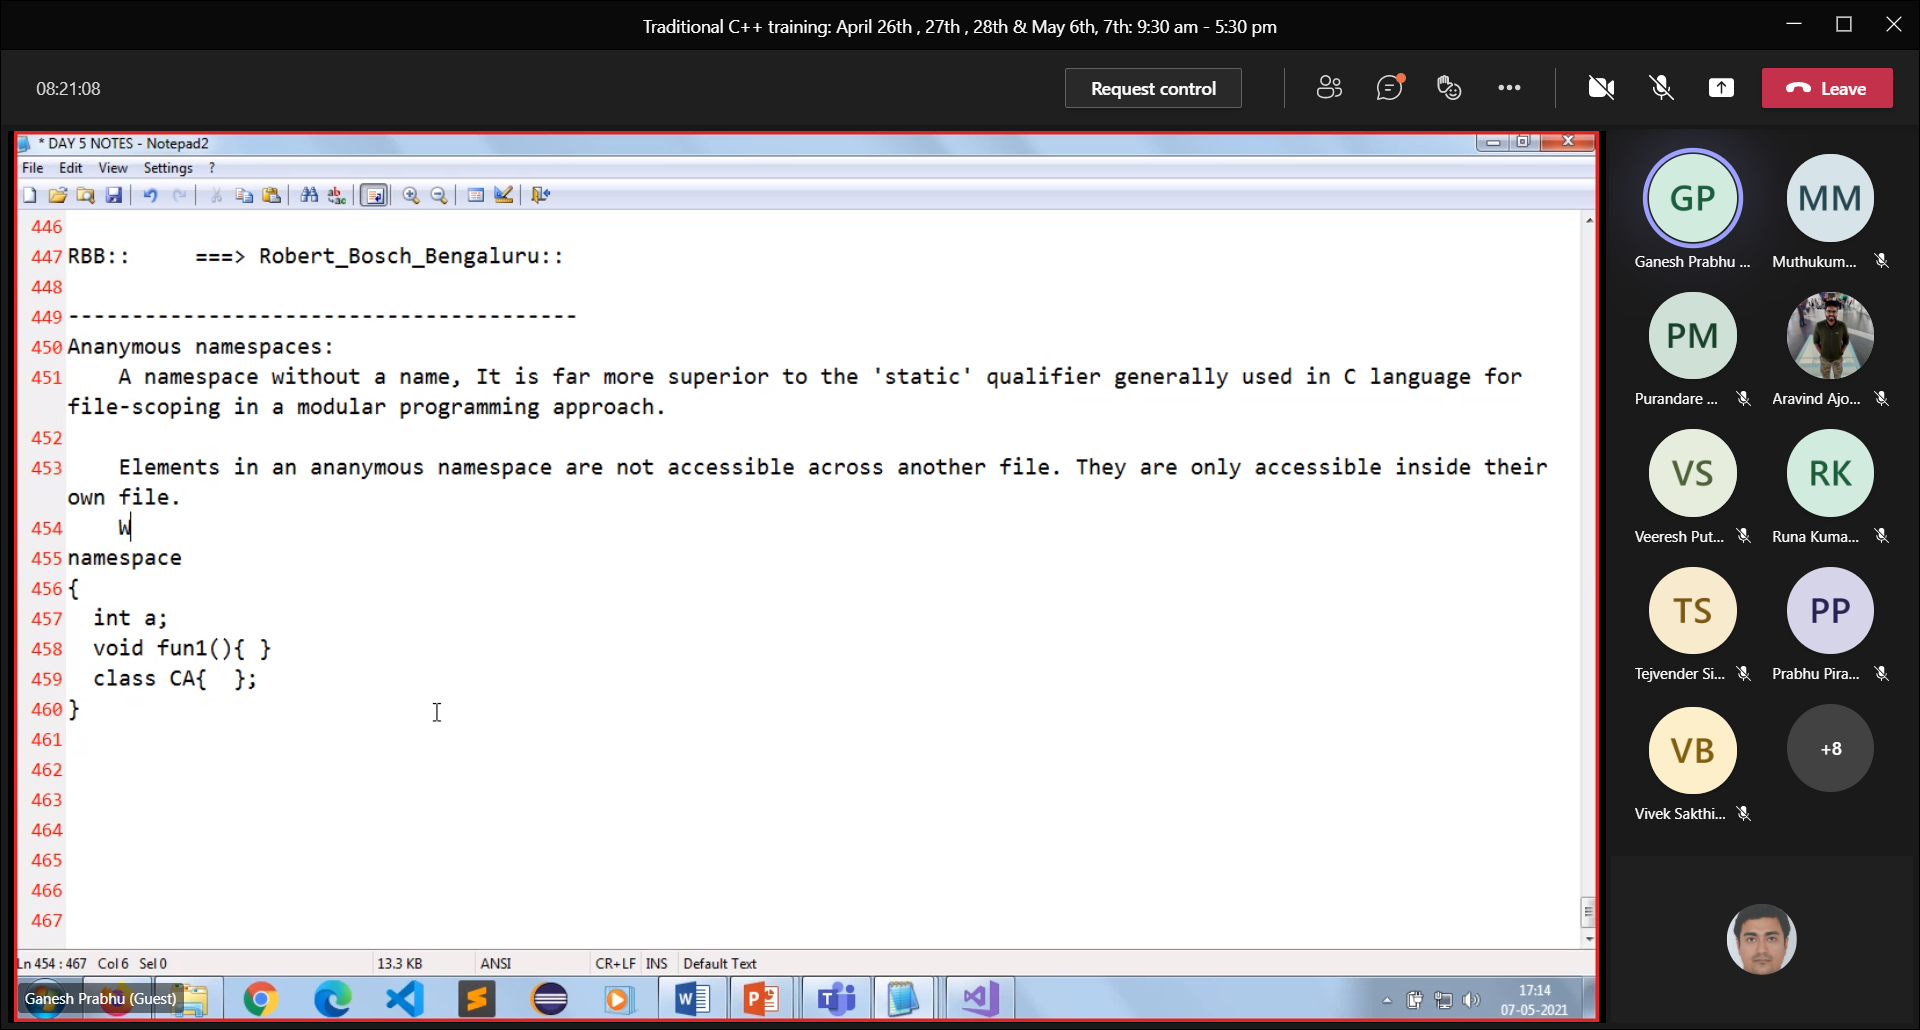 Traditional C++ training: April 26th , 27th , 28th & May 6th, 7th: 9:30 am - 5:30 pm
08:21:08
Request control
Leave
* DAY 5 NOTES - Notepad2
File Edit View Settings ?
446
447 RBB::     ===> Robert_Bosch_Bengaluru::
448
449 ----------------------------------------
450 Ananymous namespaces:
451     A namespace without a name, It is far more superior to the 'static' qualifier generally used in C language for
file-scoping in a modular programming approach.
452
453     Elements in an ananymous namespace are not accessible across another file. They are only accessible inside their
own file.
454     W
455 namespace
456 {
457   int a;
458   void fun1(){ }
459   class CA{  };
460 }
461
462
463
464
465
466
467
Ln 454 : 467 Col 6 Sel 0 13.3 KB ANSI CR+LF INS Default Text
Ganesh Prabhu (Guest)
17:14
07-05-2021
GP MM
Ganesh Prabhu ... Muthukum...
PM
Purandare ... Aravind Ajo...
VS RK
Veeresh Put... Runa Kuma...
TS PP
Tejvender Si... Prabhu Pira...
VB +8
Vivek Sakthi...